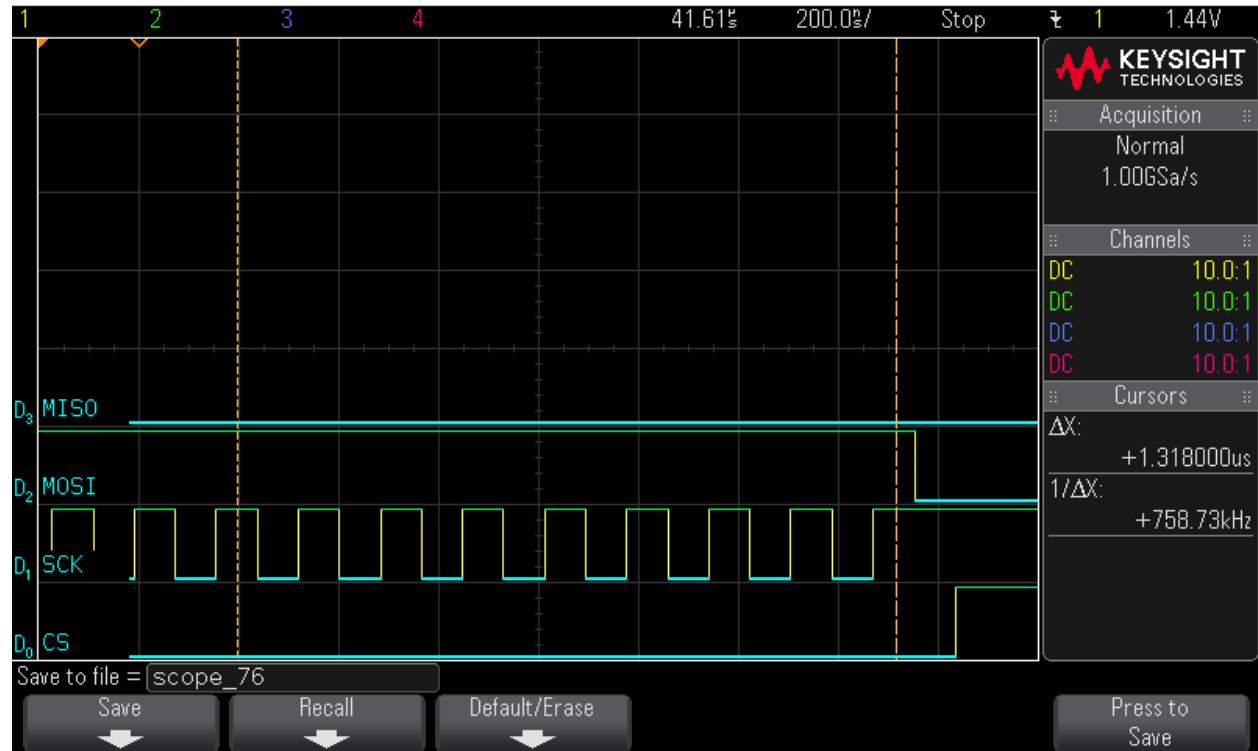 1 2 3 4 41.61µs 200.0ns/ Stop 1 1.44V
KEYSIGHT
TECHNOLOGIES
Acquisition
Normal
1.00GSa/s
Channels
DC 10.0:1
DC 10.0:1
DC 10.0:1
DC 10.0:1
Cursors
ΔX:
+1.318000us
1/ΔX:
+758.73kHz
D3 MISO
D2 MOSI
D1 SCK
D0 CS
Save to file = scope_76
Save Recall Default/Erase Press to
Save